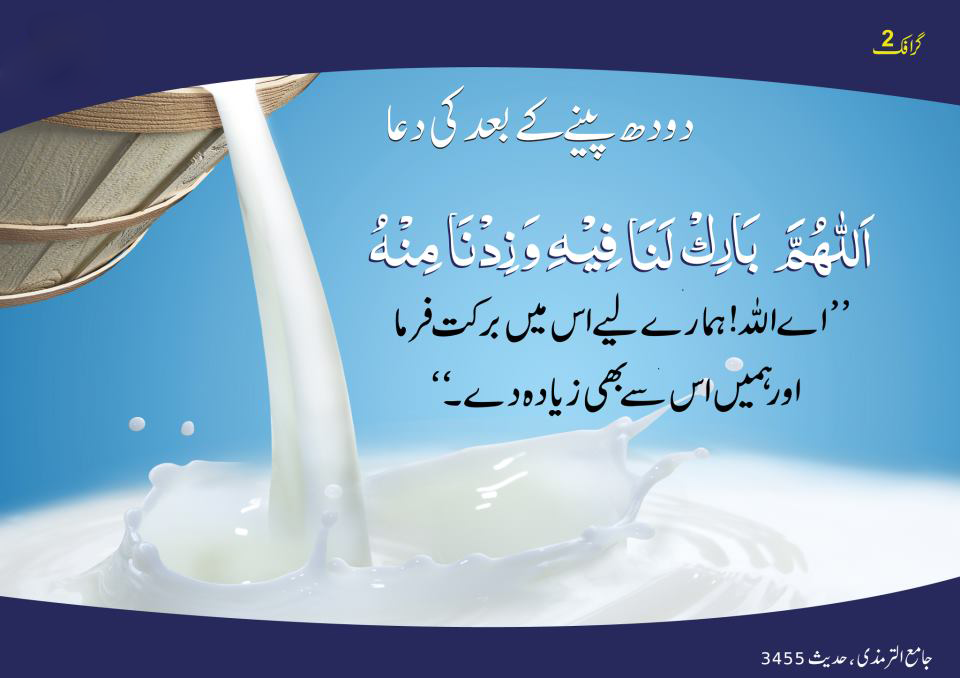 گرافک 2
دودھ پینے کے بعد کی دعا
اَللّٰهُمَّ بَارِكْ لَنَا فِيْهِ وَزِدْنَا مِنْهُ
’’اے اللہ! ہمارے لیے اس میں برکت فرما
اور ہمیں اس سے بھی زیادہ دے۔‘‘
جامع الترمذی، حدیث 3455